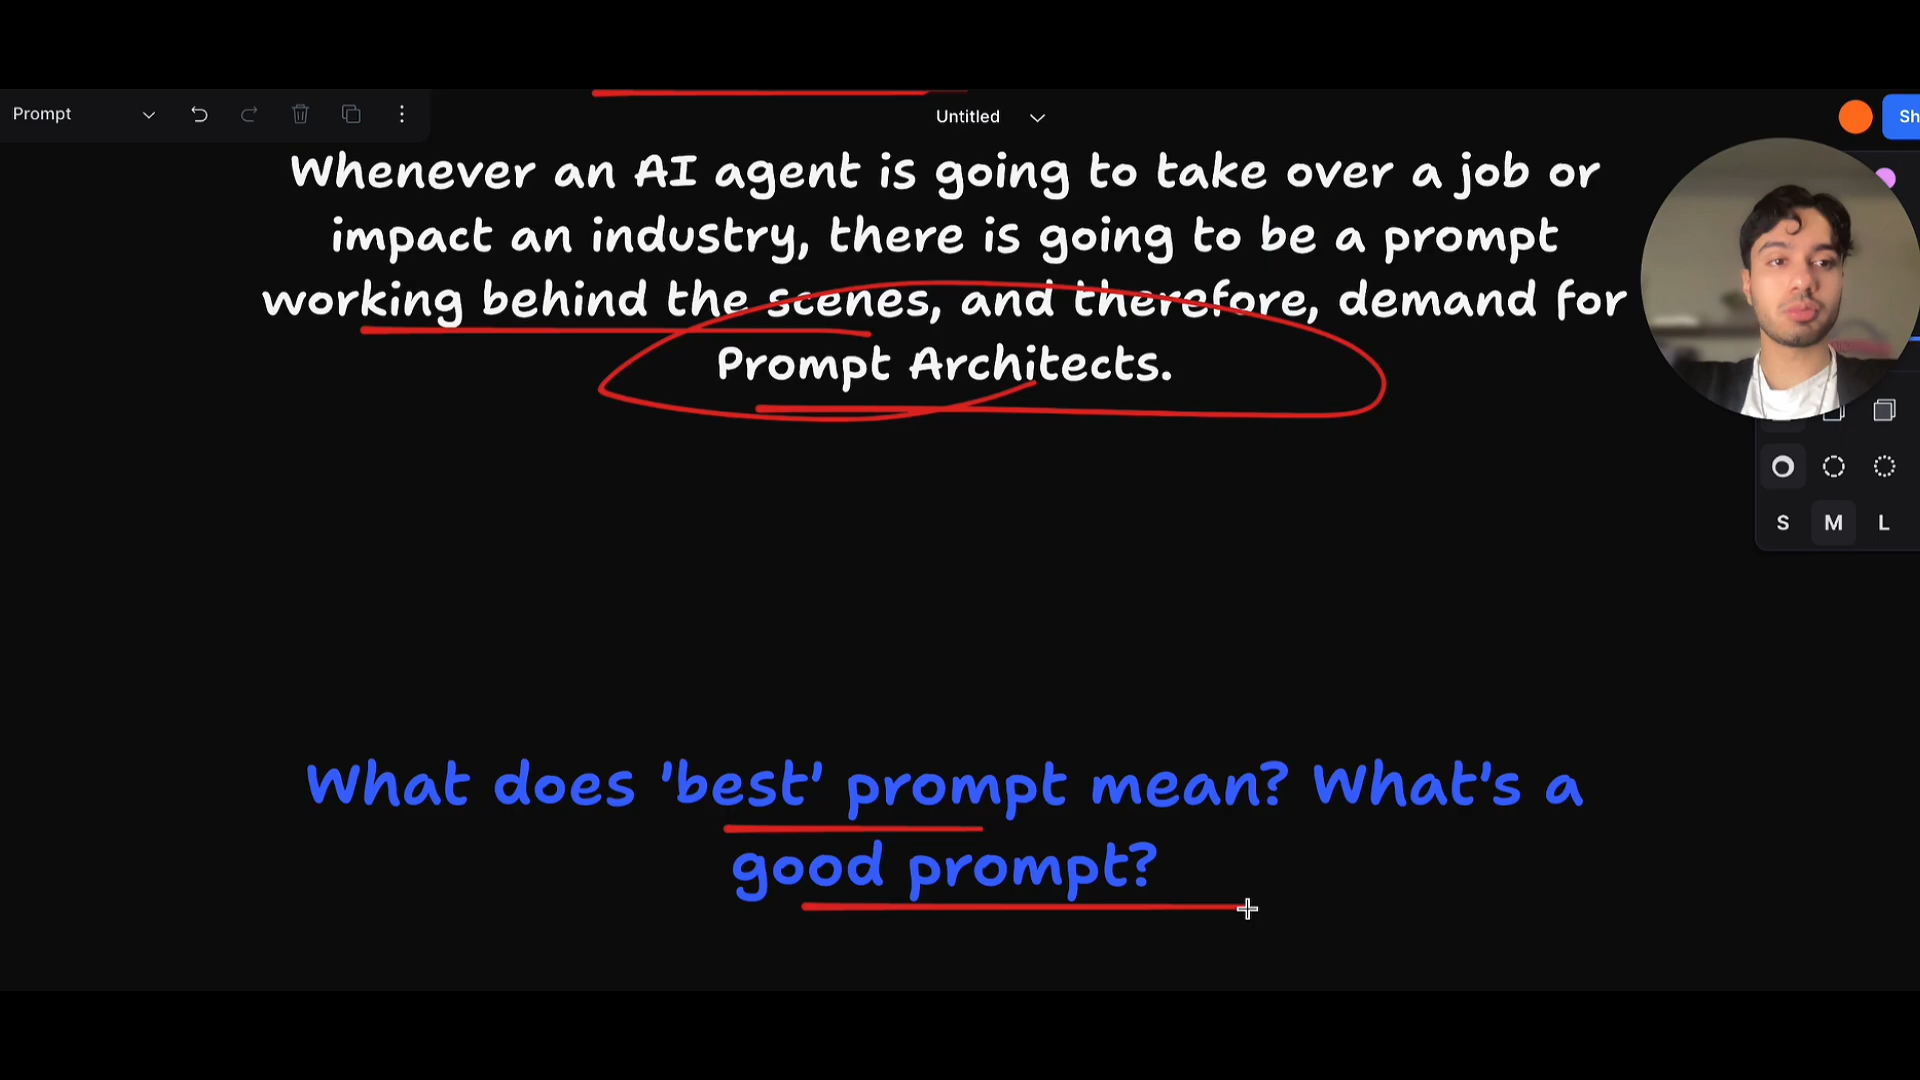 Prompt
Untitled
Sh
Whenever an AI agent is going to take over a job or
impact an industry, there is going to be a prompt
working behind the scenes, and therefore, demand for
Prompt Architects.
S M L
What does 'best' prompt mean? What's a
good prompt?